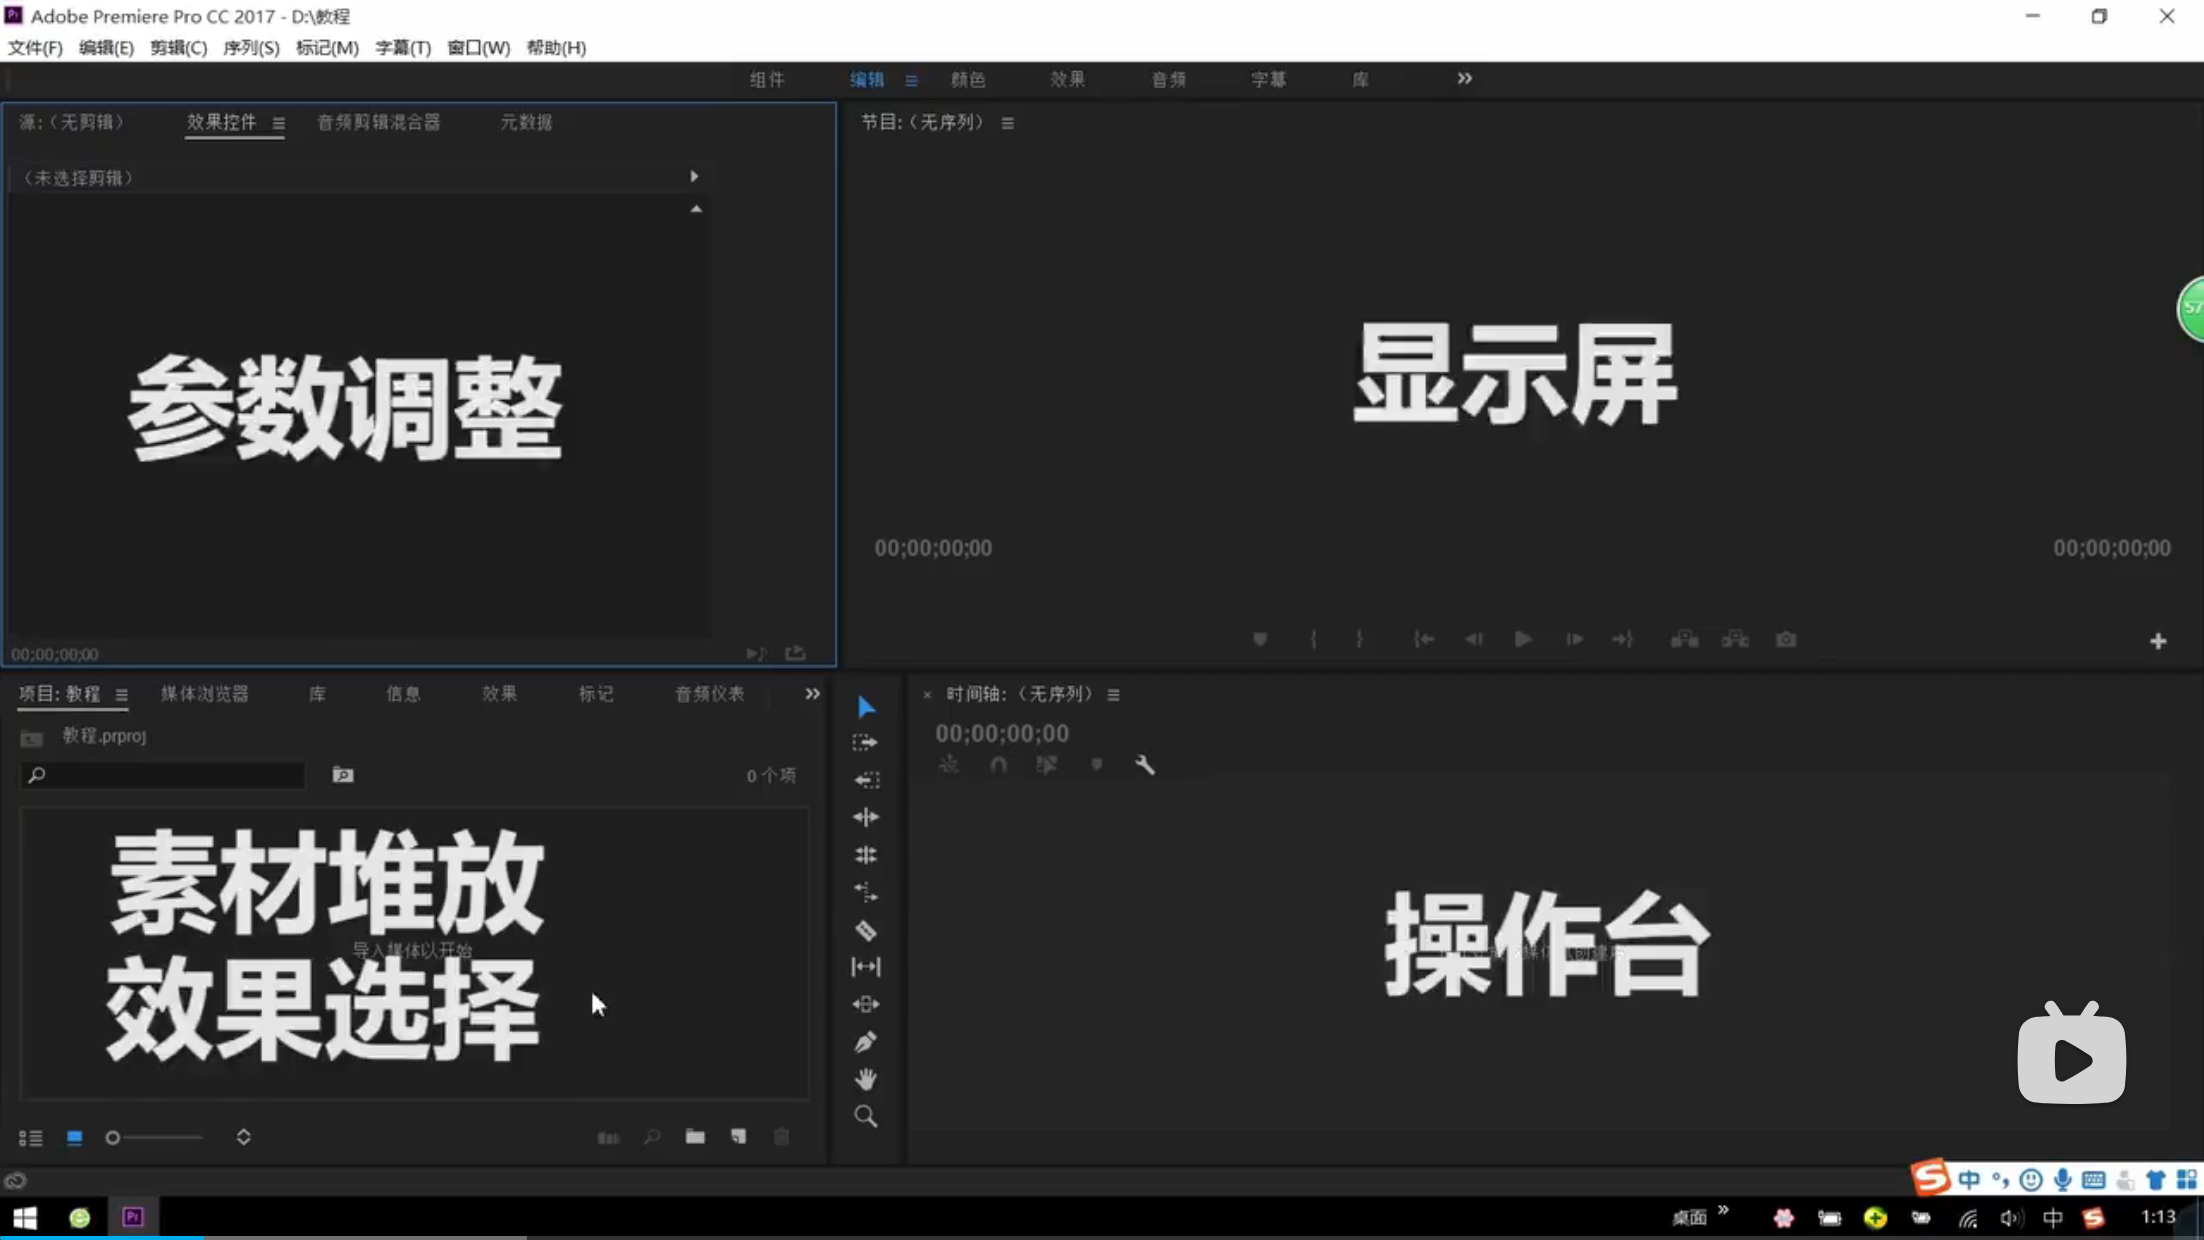 Adobe Premiere Pro CC 2017 - D:\教程
文件(F) 编辑(E) 剪辑(C) 序列(S) 标记(M) 字幕(T) 窗口(W) 帮助(H)
组件 编辑 颜色 效果 音频 字幕 库
源:（无剪辑） 效果控件 音频剪辑混合器 元数据
节目:（无序列）
（未选择剪辑）
参数调整
显示屏
57
00;00;00;00 00;00;00;00
00;00;00;00
项目: 教程 媒体浏览器 库 信息 效果 标记 音频仪表
时间轴:（无序列）
00;00;00;00
教程.prproj
0 个项
素材堆放
导入媒体以开始
效果选择
操作台
中
桌面 中 1:13